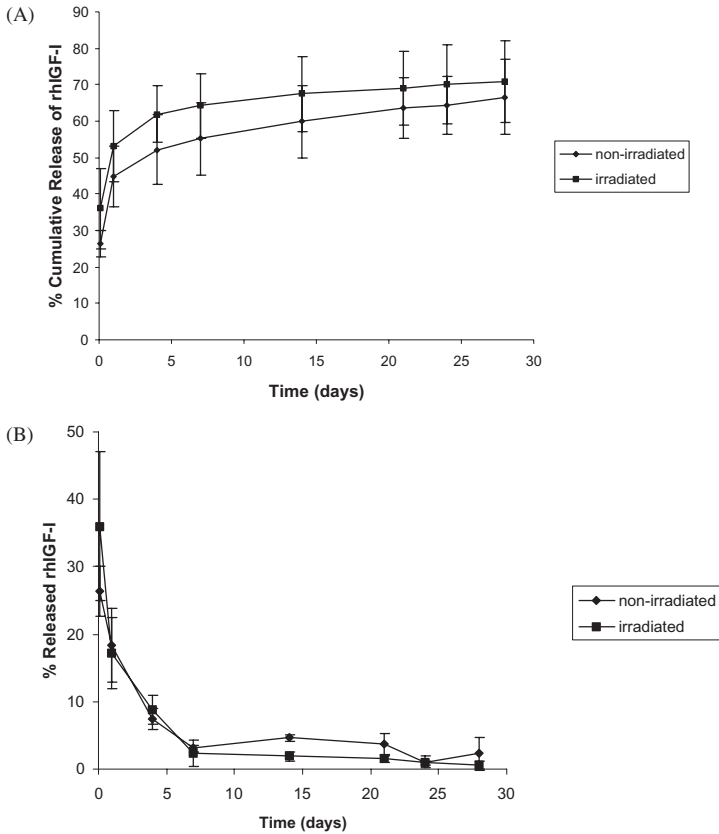 (A)
% Cumulative Release of rhIGF-I
90
80
70
60
50
40
30
20
10
0
0 5 10 15 20 25 30
Time (days)
non-irradiated
irradiated
(B)
% Released rhIGF-I
50
40
30
20
10
0
0 5 10 15 20 25 30
Time (days)
non-irradiated
irradiated